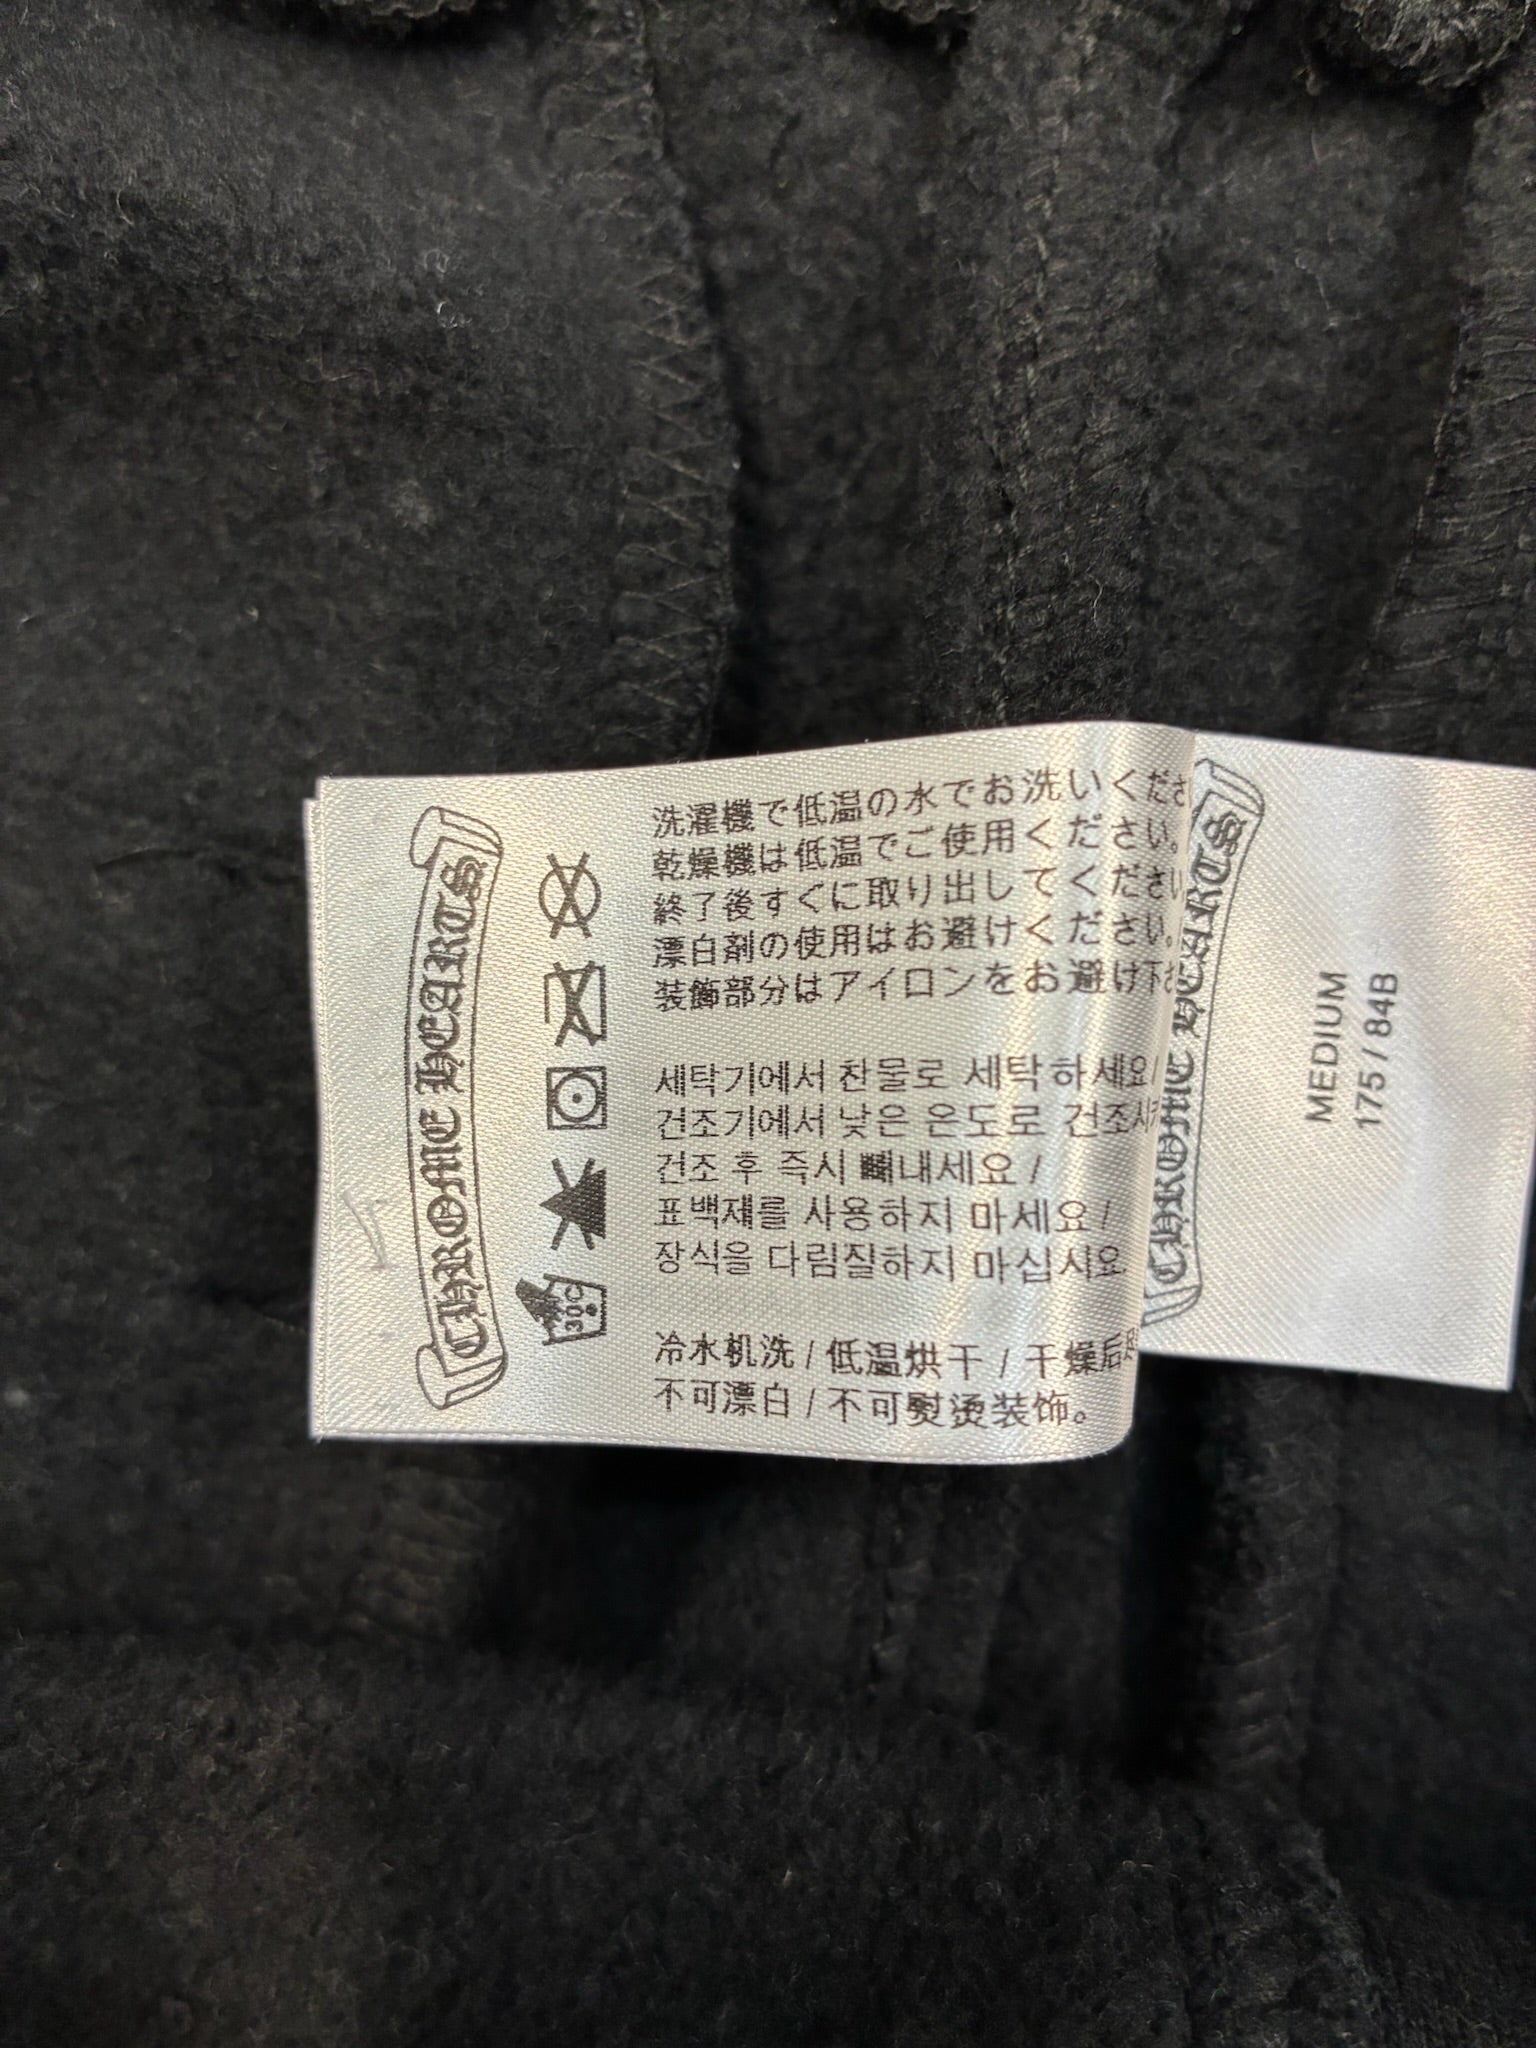 CHROME HEARTS
30C
洗濯機で低温の水でお洗いくださ
乾燥機は低温でご使用ください。
終了後すぐに取り出してください
漂白剤の使用はお避けください。
装飾部分はアイロンをお避け下さ
세탁기에서 찬물로 세탁하세요/
건조기에서 낮은 온도로 건조시키
건조 후 즉시 빼내세요 /
표백재를 사용하지 마세요 /
장식을 다림질하지 마십시요
冷水机洗 / 低温烘干 / 干燥后
不可漂白 / 不可熨烫装饰。
CHROME HEARTS
MEDIUM
175 / 84B